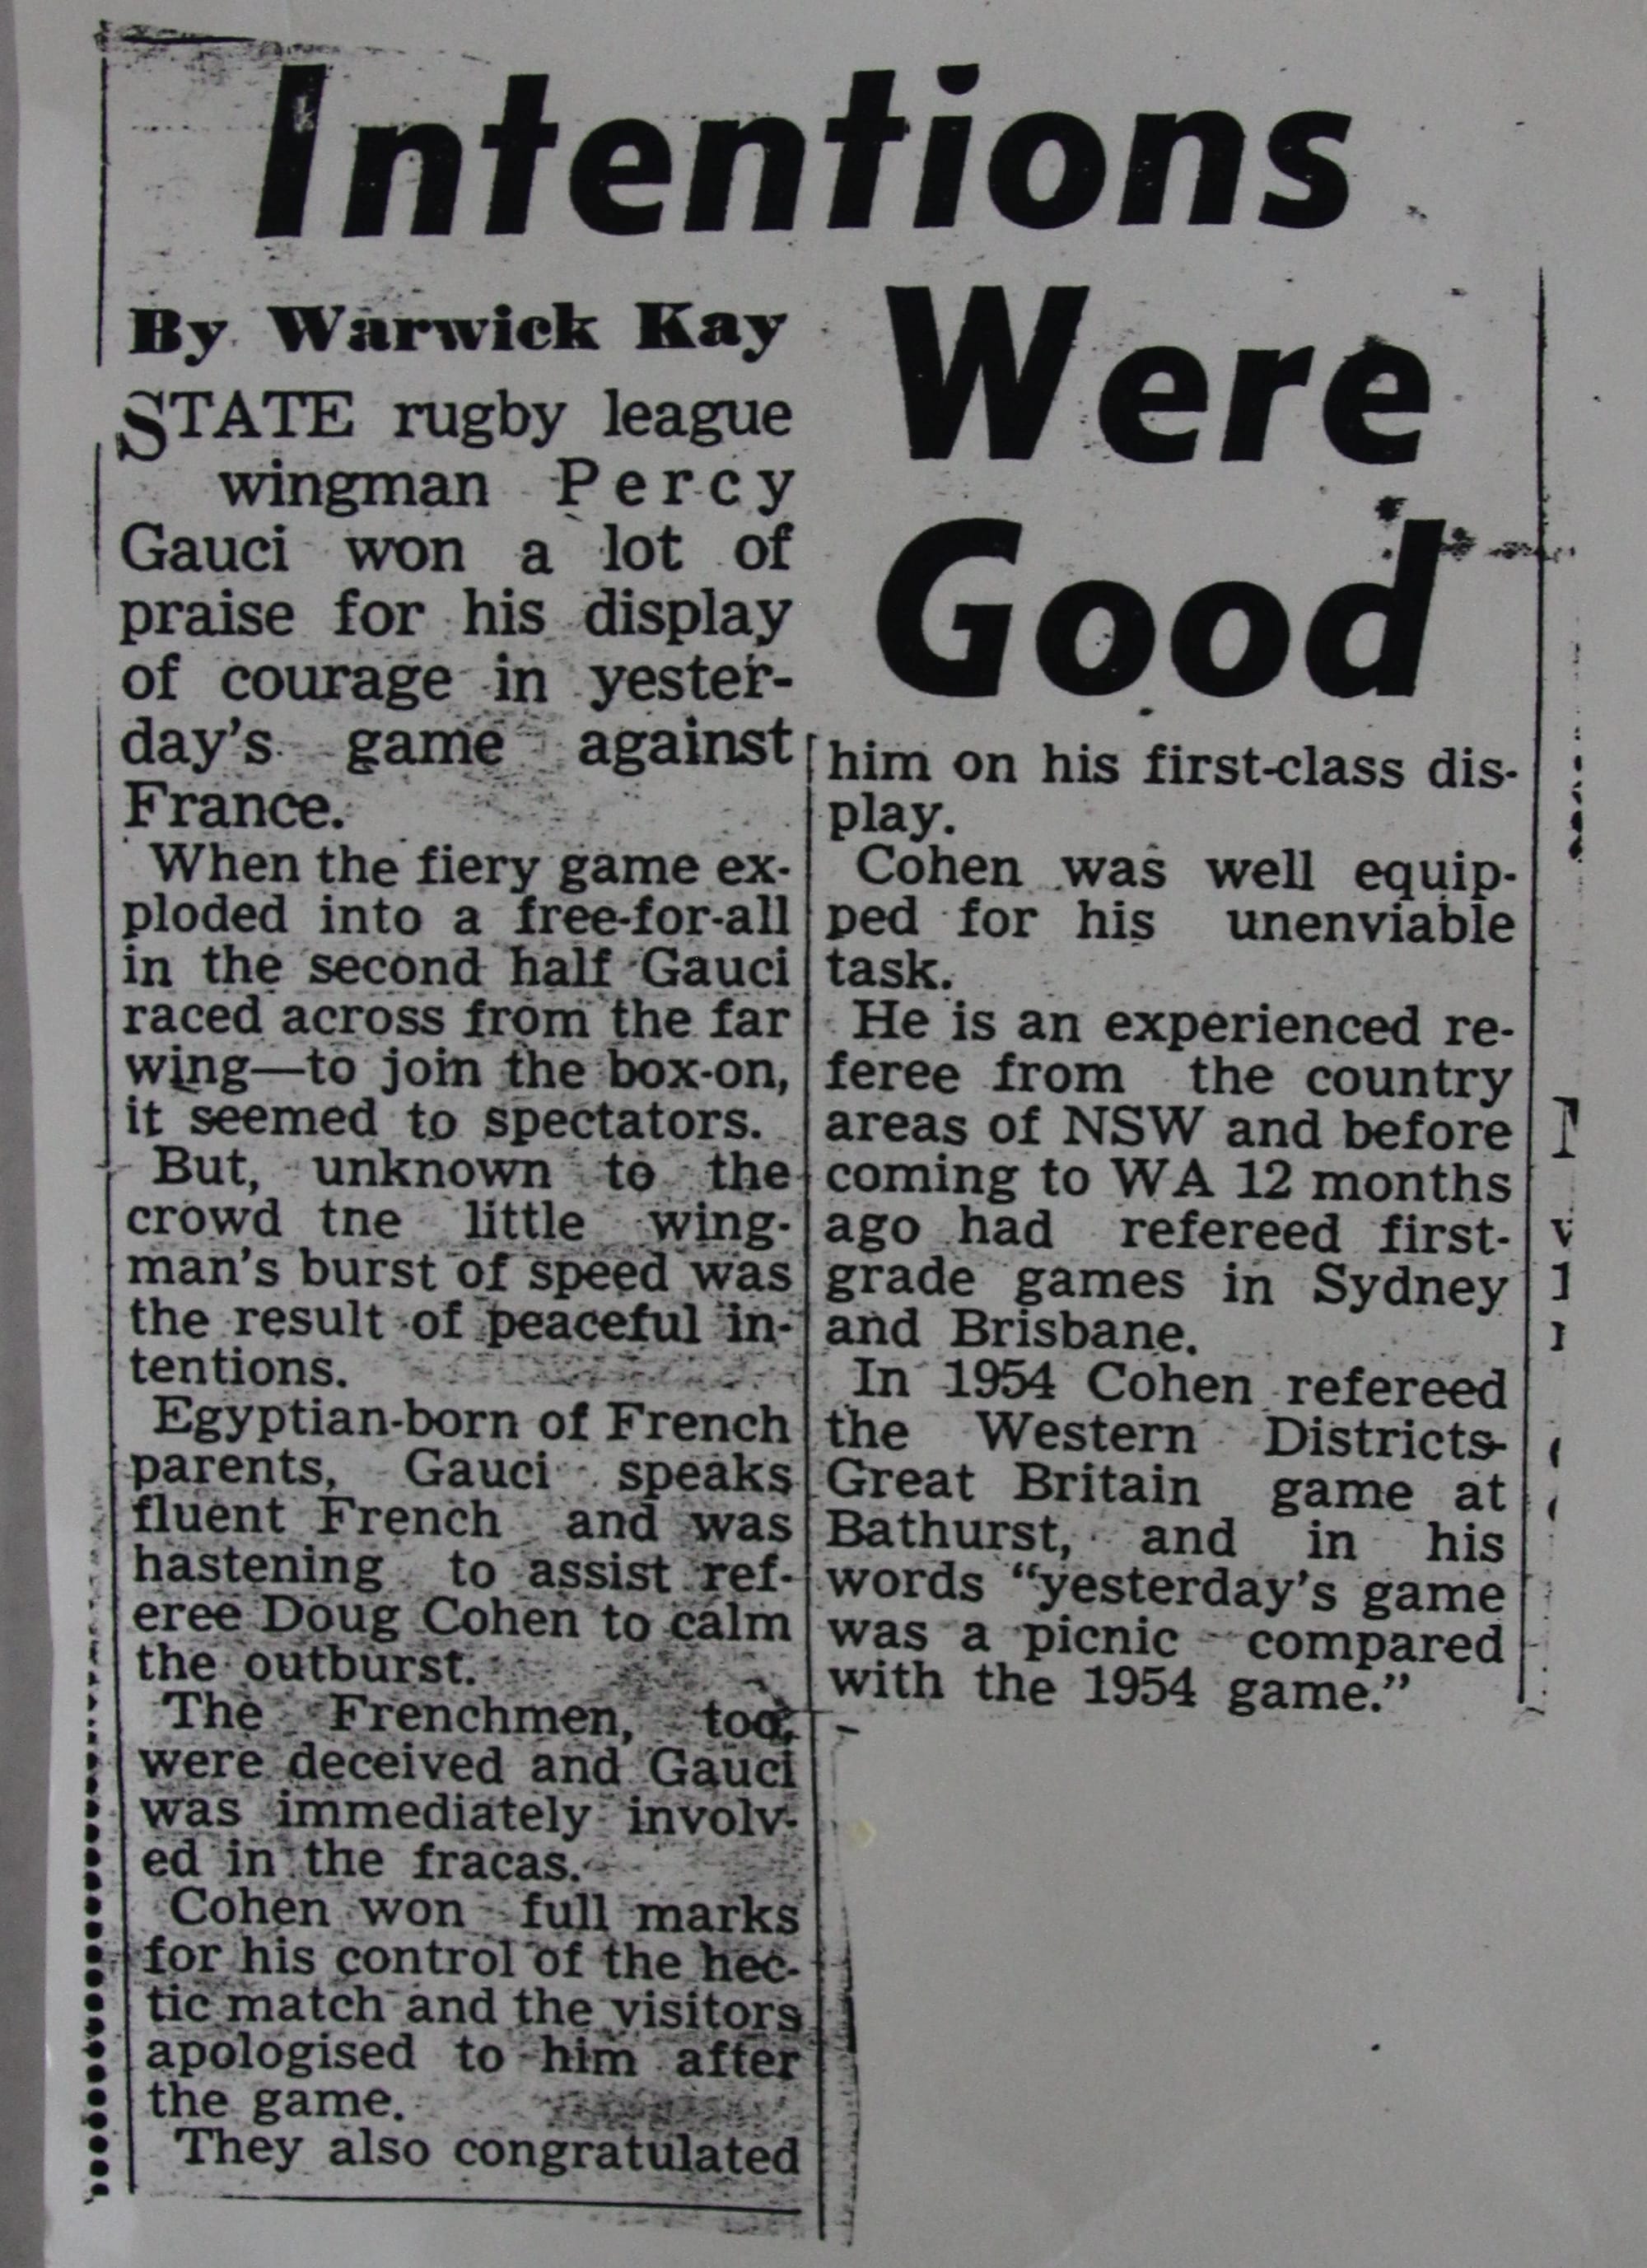 Intentions
Were
Good
By Warwick Kay
STATE rugby league
wingman Percy
Gauci won a lot of
praise for his display
of courage in yester-
day's game against
France.
When the fiery game ex-
ploded into a free-for-all
in the second half Gauci
raced across from the far
wing—to join the box-on,
it seemed to spectators.
But, unknown to the
crowd tne little wing-
man's burst of speed was
the result of peaceful in-
tentions.
Egyptian-born of French
parents, Gauci speaks
fluent French and was
hastening to assist ref-
eree Doug Cohen to calm
the outburst.
The Frenchmen, too,
were deceived and Gauci
was immediately involv-
ed in the fracas.
Cohen won full marks
for his control of the hec-
tic match and the visitors
apologised to him after
the game.
They also congratulated
him on his first-class dis-
play.
Cohen was well equip-
ped for his unenviable
task.
He is an experienced re-
feree from the country
areas of NSW and before
coming to WA 12 months
ago had refereed first-
grade games in Sydney
and Brisbane.
In 1954 Cohen refereed
the Western Districts-
Great Britain game at
Bathurst, and in his
words "yesterday's game
was a picnic compared
with the 1954 game."